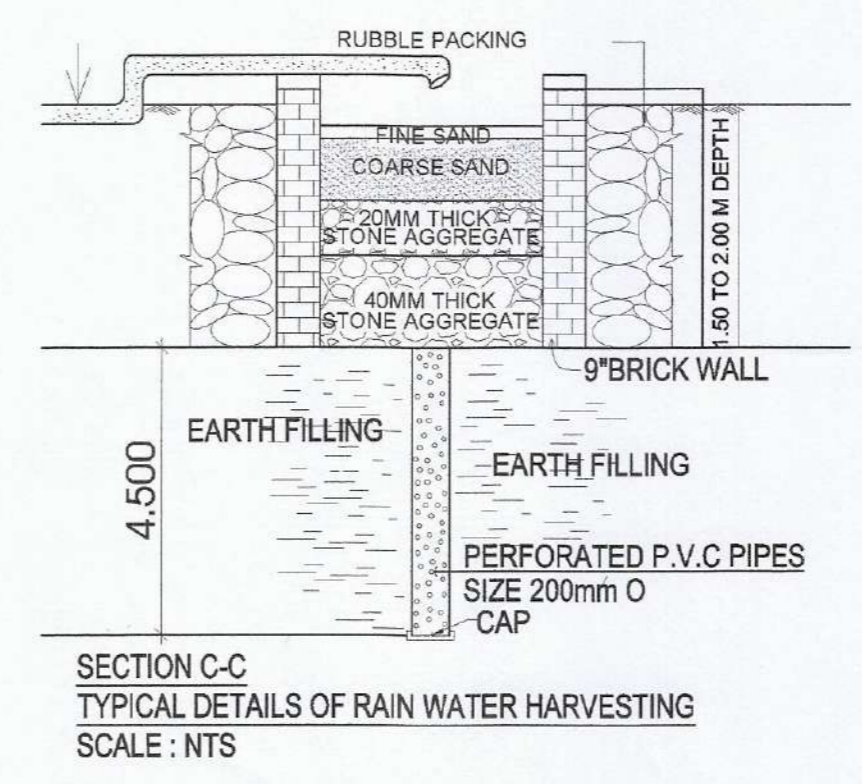 RUBBLE PACKING
FINE SAND
COARSE SAND
20MM THICK
STONE AGGREGATE
40MM THICK
STONE AGGREGATE
1.50 TO 2.00 M DEPTH
9"BRICK WALL
EARTH FILLING
EARTH FILLING
4.500
PERFORATED P.V.C PIPES
SIZE 200mm O
CAP
SECTION C-C
TYPICAL DETAILS OF RAIN WATER HARVESTING
SCALE : NTS